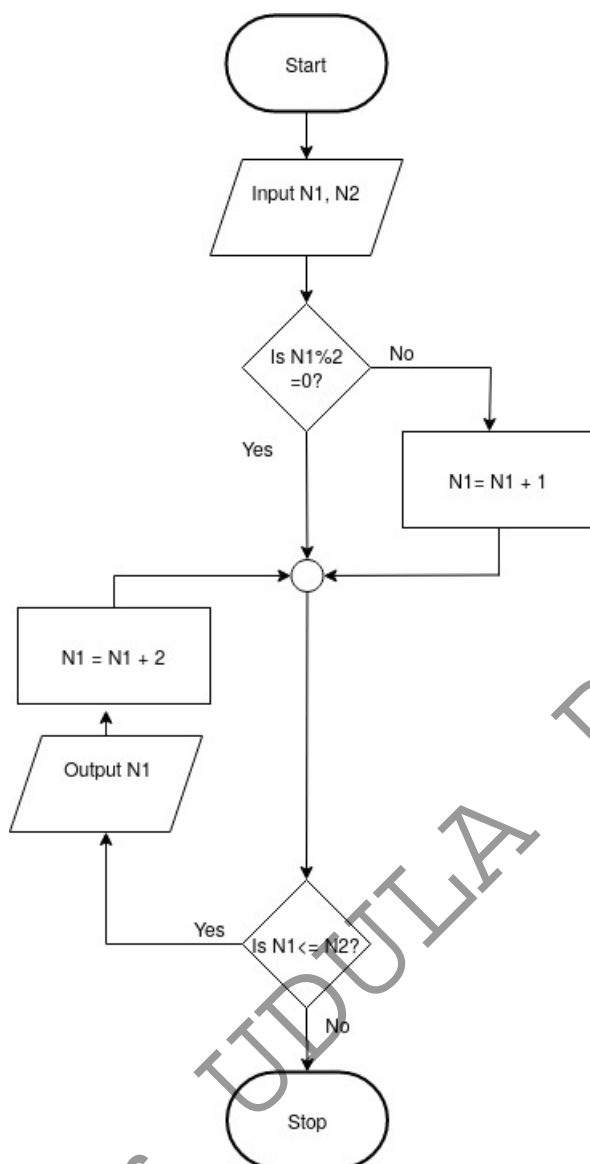 Start
Input N1, N2
Is N1%2
=0?
No
Yes
N1= N1 + 1
N1 = N1 + 2
Output N1
Yes
Is N1<= N2?
No
Stop
UDULA